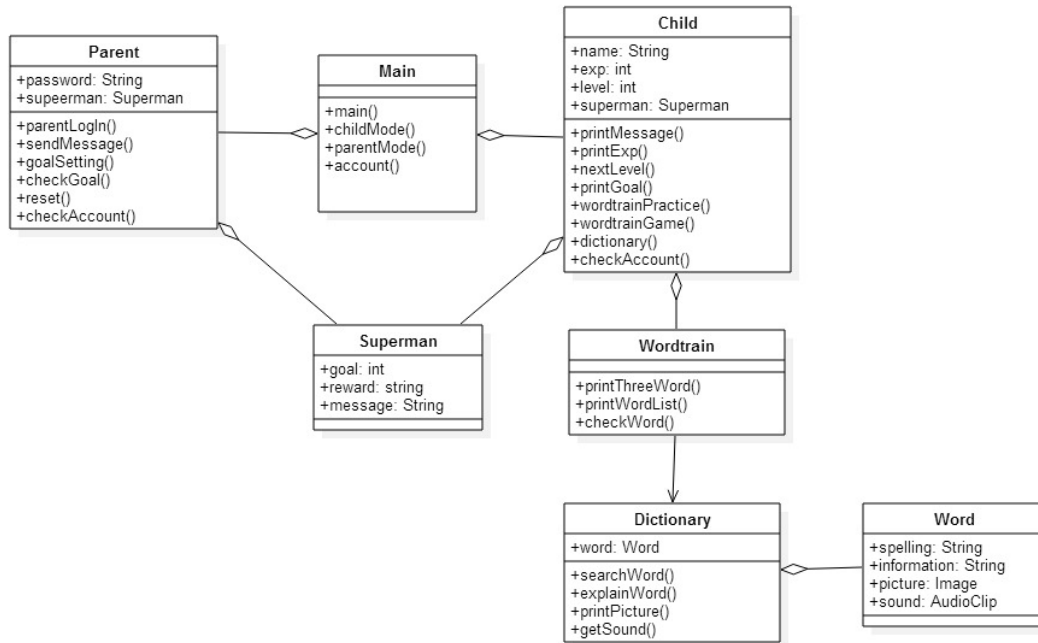 Parent
+password: String
+supeerman: Superman
+parentLogIn()
+sendMessage()
+goalSetting()
+checkGoal()
+reset()
+checkAccount()
Main
+main()
+childMode()
+parentMode()
+account()
Child
+name: String
+exp: int
+level: int
+superman: Superman
+printMessage()
+printExp()
+nextLevel()
+printGoal()
+wordtrainPractice()
+wordtrainGame()
+dictionary()
+checkAccount()
Superman
+goal: int
+reward: string
+message: String
Wordtrain
+printThreeWord()
+printWordList()
+checkWord()
Dictionary
+word: Word
+searchWord()
+explainWord()
+printPicture()
+getSound()
Word
+spelling: String
+information: String
+picture: Image
+sound: AudioClip